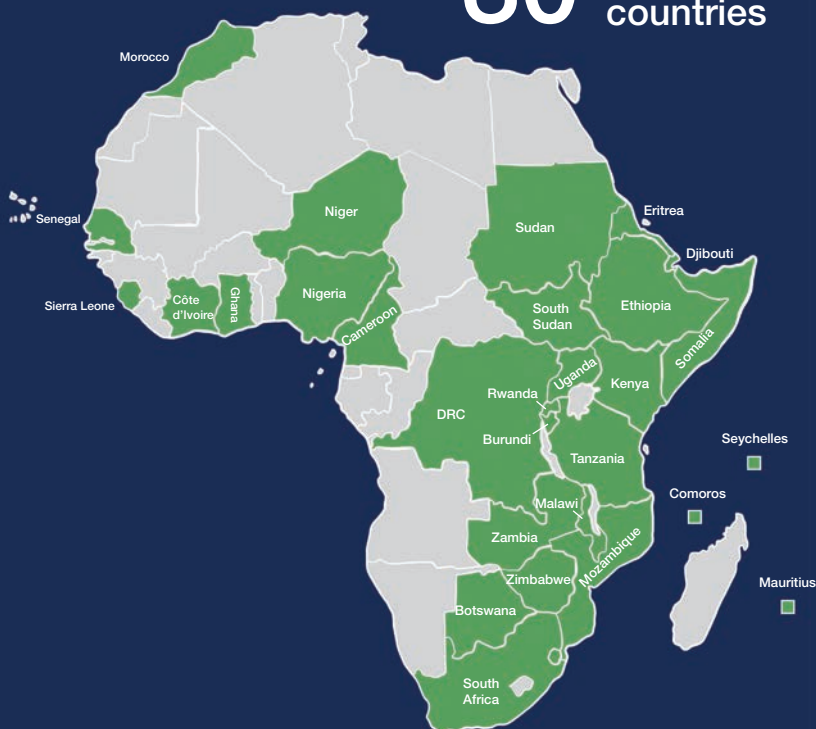 countries
Morocco
Niger
Senegal
Sudan
Eritrea
Djibouti
Nigeria
Sierra Leone
Côte
d'Ivoire
Ghana
Cameroon
South
Sudan
Ethiopia
Somalia
Uganda
Rwanda
Kenya
DRC
Burundi
Tanzania
Seychelles
Comoros
Malawi
Zambia
Mozambique
Zimbabwe
Mauritius
Botswana
South
Africa